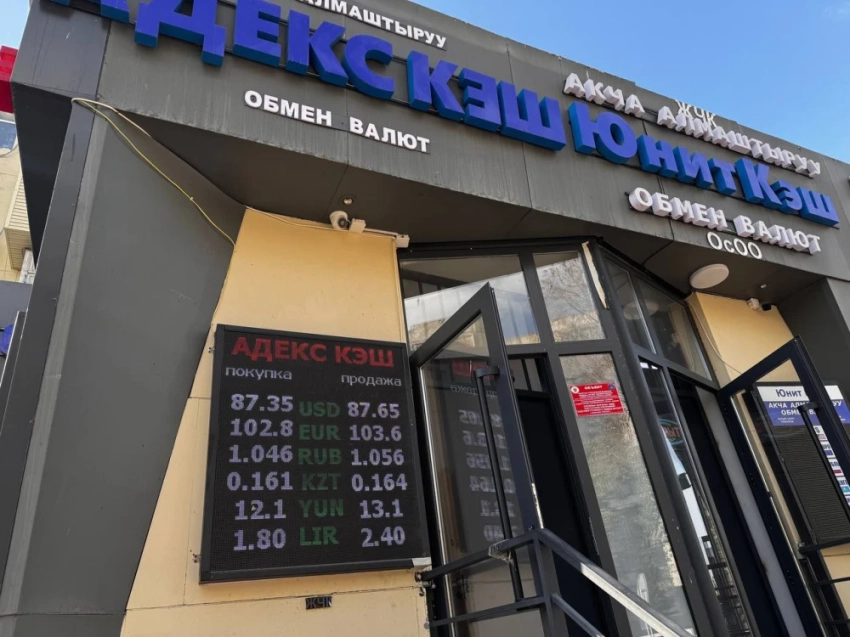 АЛМАШТЫРУУ
АДЕКС КЭШ
ОБМЕН ВАЛЮТ
ЖЧК
АКЧА АЛМАШТЫРУУ
ЮнитКэш
ОБМЕН ВАЛЮТ
ОсОО
АДЕКС КЭШ
покупка продажа
87.35 USD 87.65
102.8 EUR 103.6
1.046 RUB 1.056
0.161 KZT 0.164
12.1 YUN 13.1
1.80 LIR 2.40
ЖЧК
Юнит